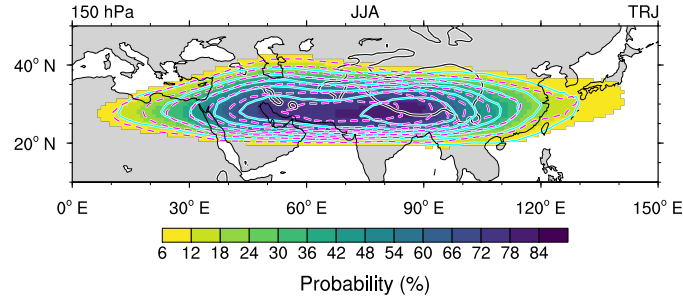 150 hPa JJA TRJ
40° N
20° N
0° E 30° E 60° E 90° E 120° E 150° E
6 12 18 24 30 36 42 48 54 60 66 72 78 84
Probability (%)